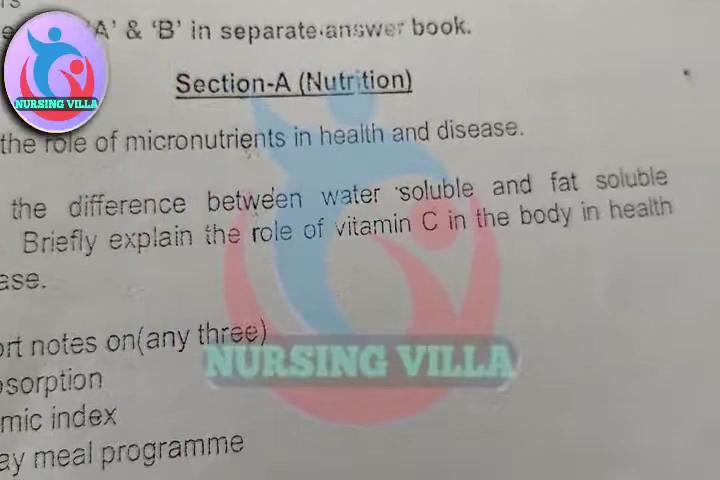 'A' & 'B' in separate answer book.
NURSING VILLA
Section-A (Nutrition)
the role of micronutrients in health and disease.
the difference between water soluble and fat soluble
Briefly explain the role of vitamin C in the body in health
ase.
ort notes on(any three)
NURSING VILLA
sorption
mic index
ay meal programme